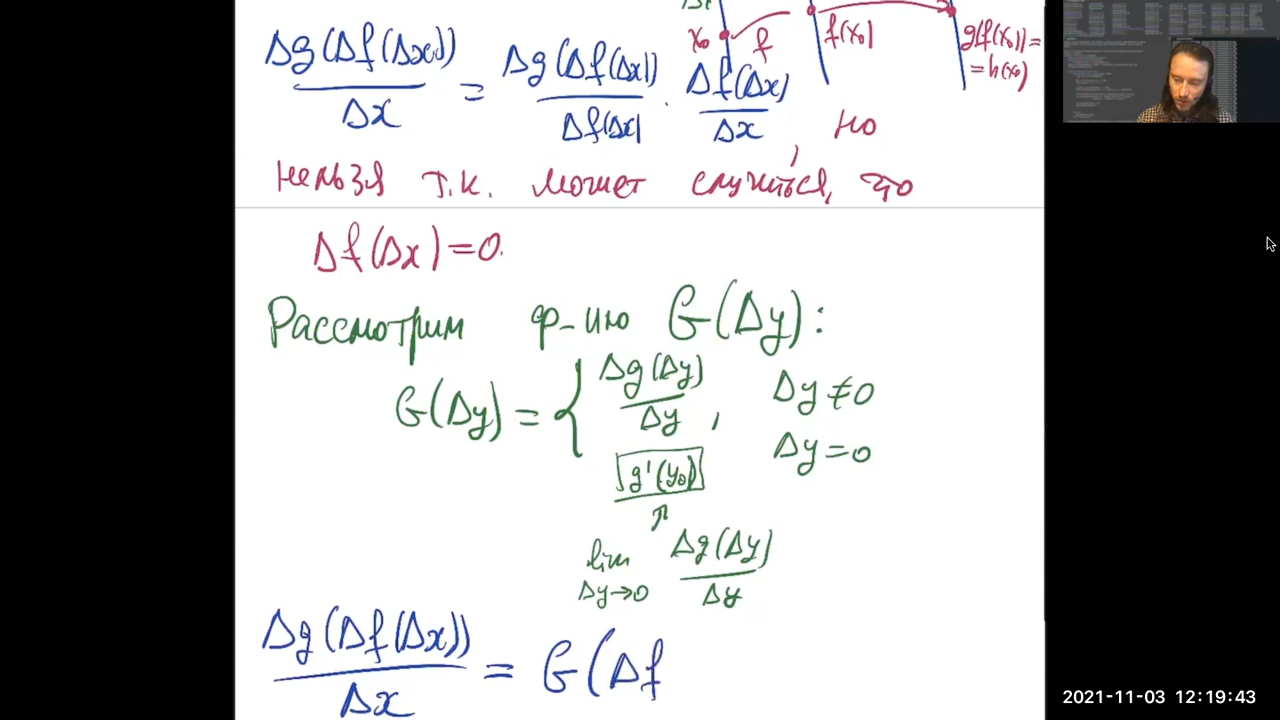 Δg(Δf(Δx)) / Δx = Δg(Δf(Δx)) / Δf(Δx) · Δf(Δx) / Δx , но
x₀ f f(x₀) g(f(x₀)) =
= h(x₀)
нельзя т.к. может случиться, что
Δf(Δx)=0.
Рассмотрим ф-ию G(Δy):
G(Δy) = { Δg(Δy) / Δy , Δy ≠ 0
g'(y₀) Δy = 0
↑
lim Δy→0 Δg(Δy) / Δy
Δg(Δf(Δx)) / Δx = G(Δf
2021-11-03 12:19:43